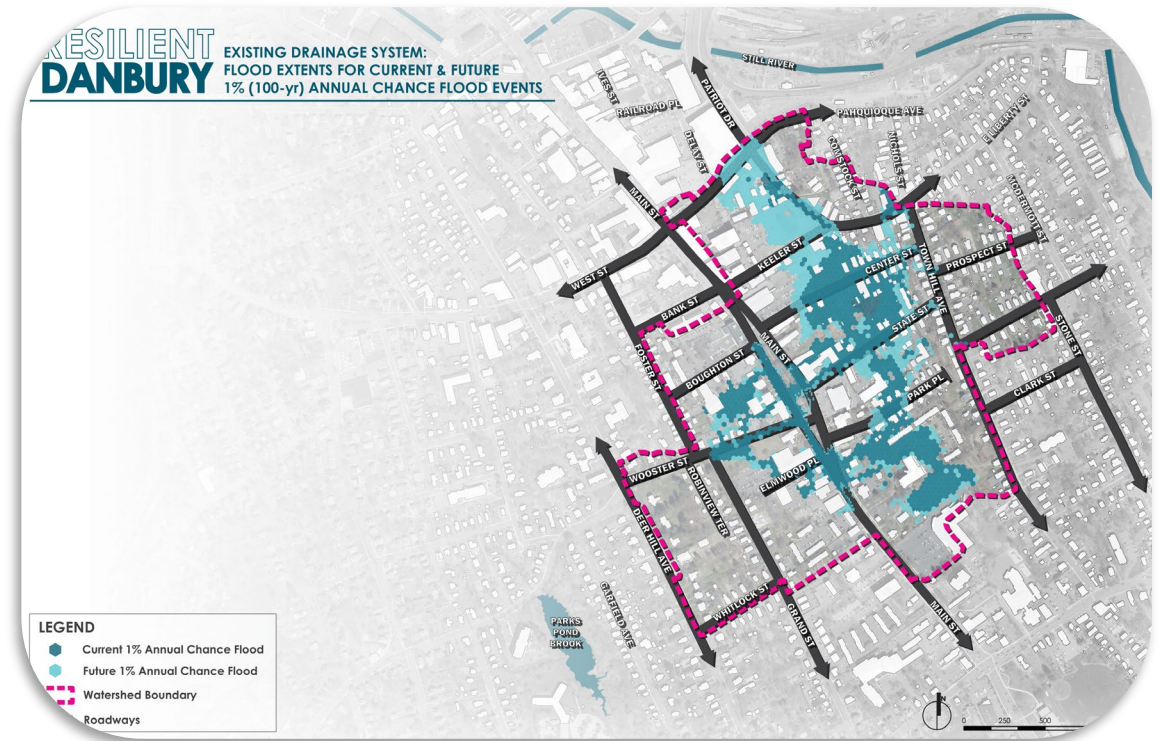 RESILIENT
DANBURY
EXISTING DRAINAGE SYSTEM:
FLOOD EXTENTS FOR CURRENT & FUTURE
1% (100-yr) ANNUAL CHANCE FLOOD EVENTS
STILL RIVER
IVES ST
RAILROAD PL
PATRIOT DR
PAHQUIOQUE AVE
E LIBERTY ST
DELAY ST
COMSTOCK ST
NICHOLS ST
MCDERMOTT ST
MAIN ST
WEST ST
KEELER ST
CENTER ST
TOWN HILL AVE
PROSPECT ST
BANK ST
STATE ST
STONE ST
FOSTER ST
BOUGHTON ST
MAIN ST
PARK PL
CLARK ST
WOOSTER ST
ROBINVIEW TER
ELMWOOD PL
DEER HILL AVE
GARFIELD AVE
WHITLOCK ST
GRAND ST
MAIN ST
PARKS
POND
BROOK
LEGEND
Current 1% Annual Chance Flood
Future 1% Annual Chance Flood
Watershed Boundary
Roadways
N
0 250 500